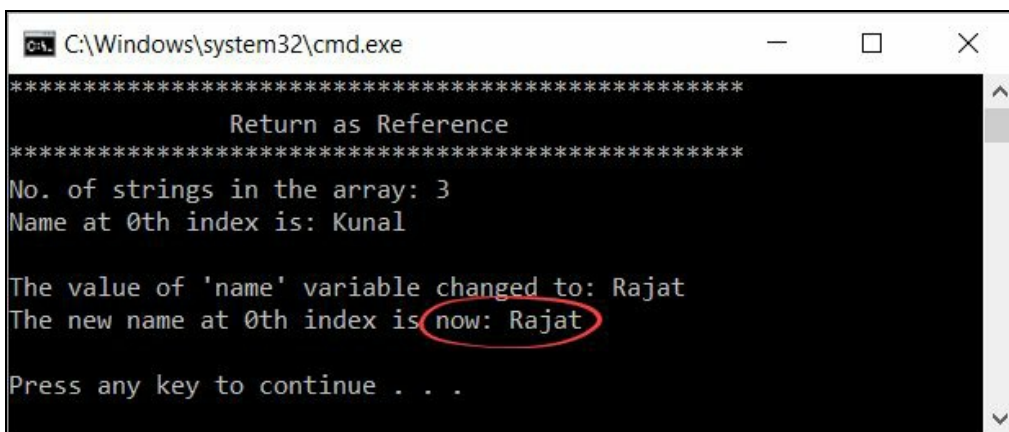 C:\Windows\system32\cmd.exe
**************************************************
Return as Reference
**************************************************
No. of strings in the array: 3
Name at 0th index is: Kunal
The value of 'name' variable changed to: Rajat
The new name at 0th index is now: Rajat
Press any key to continue . . .